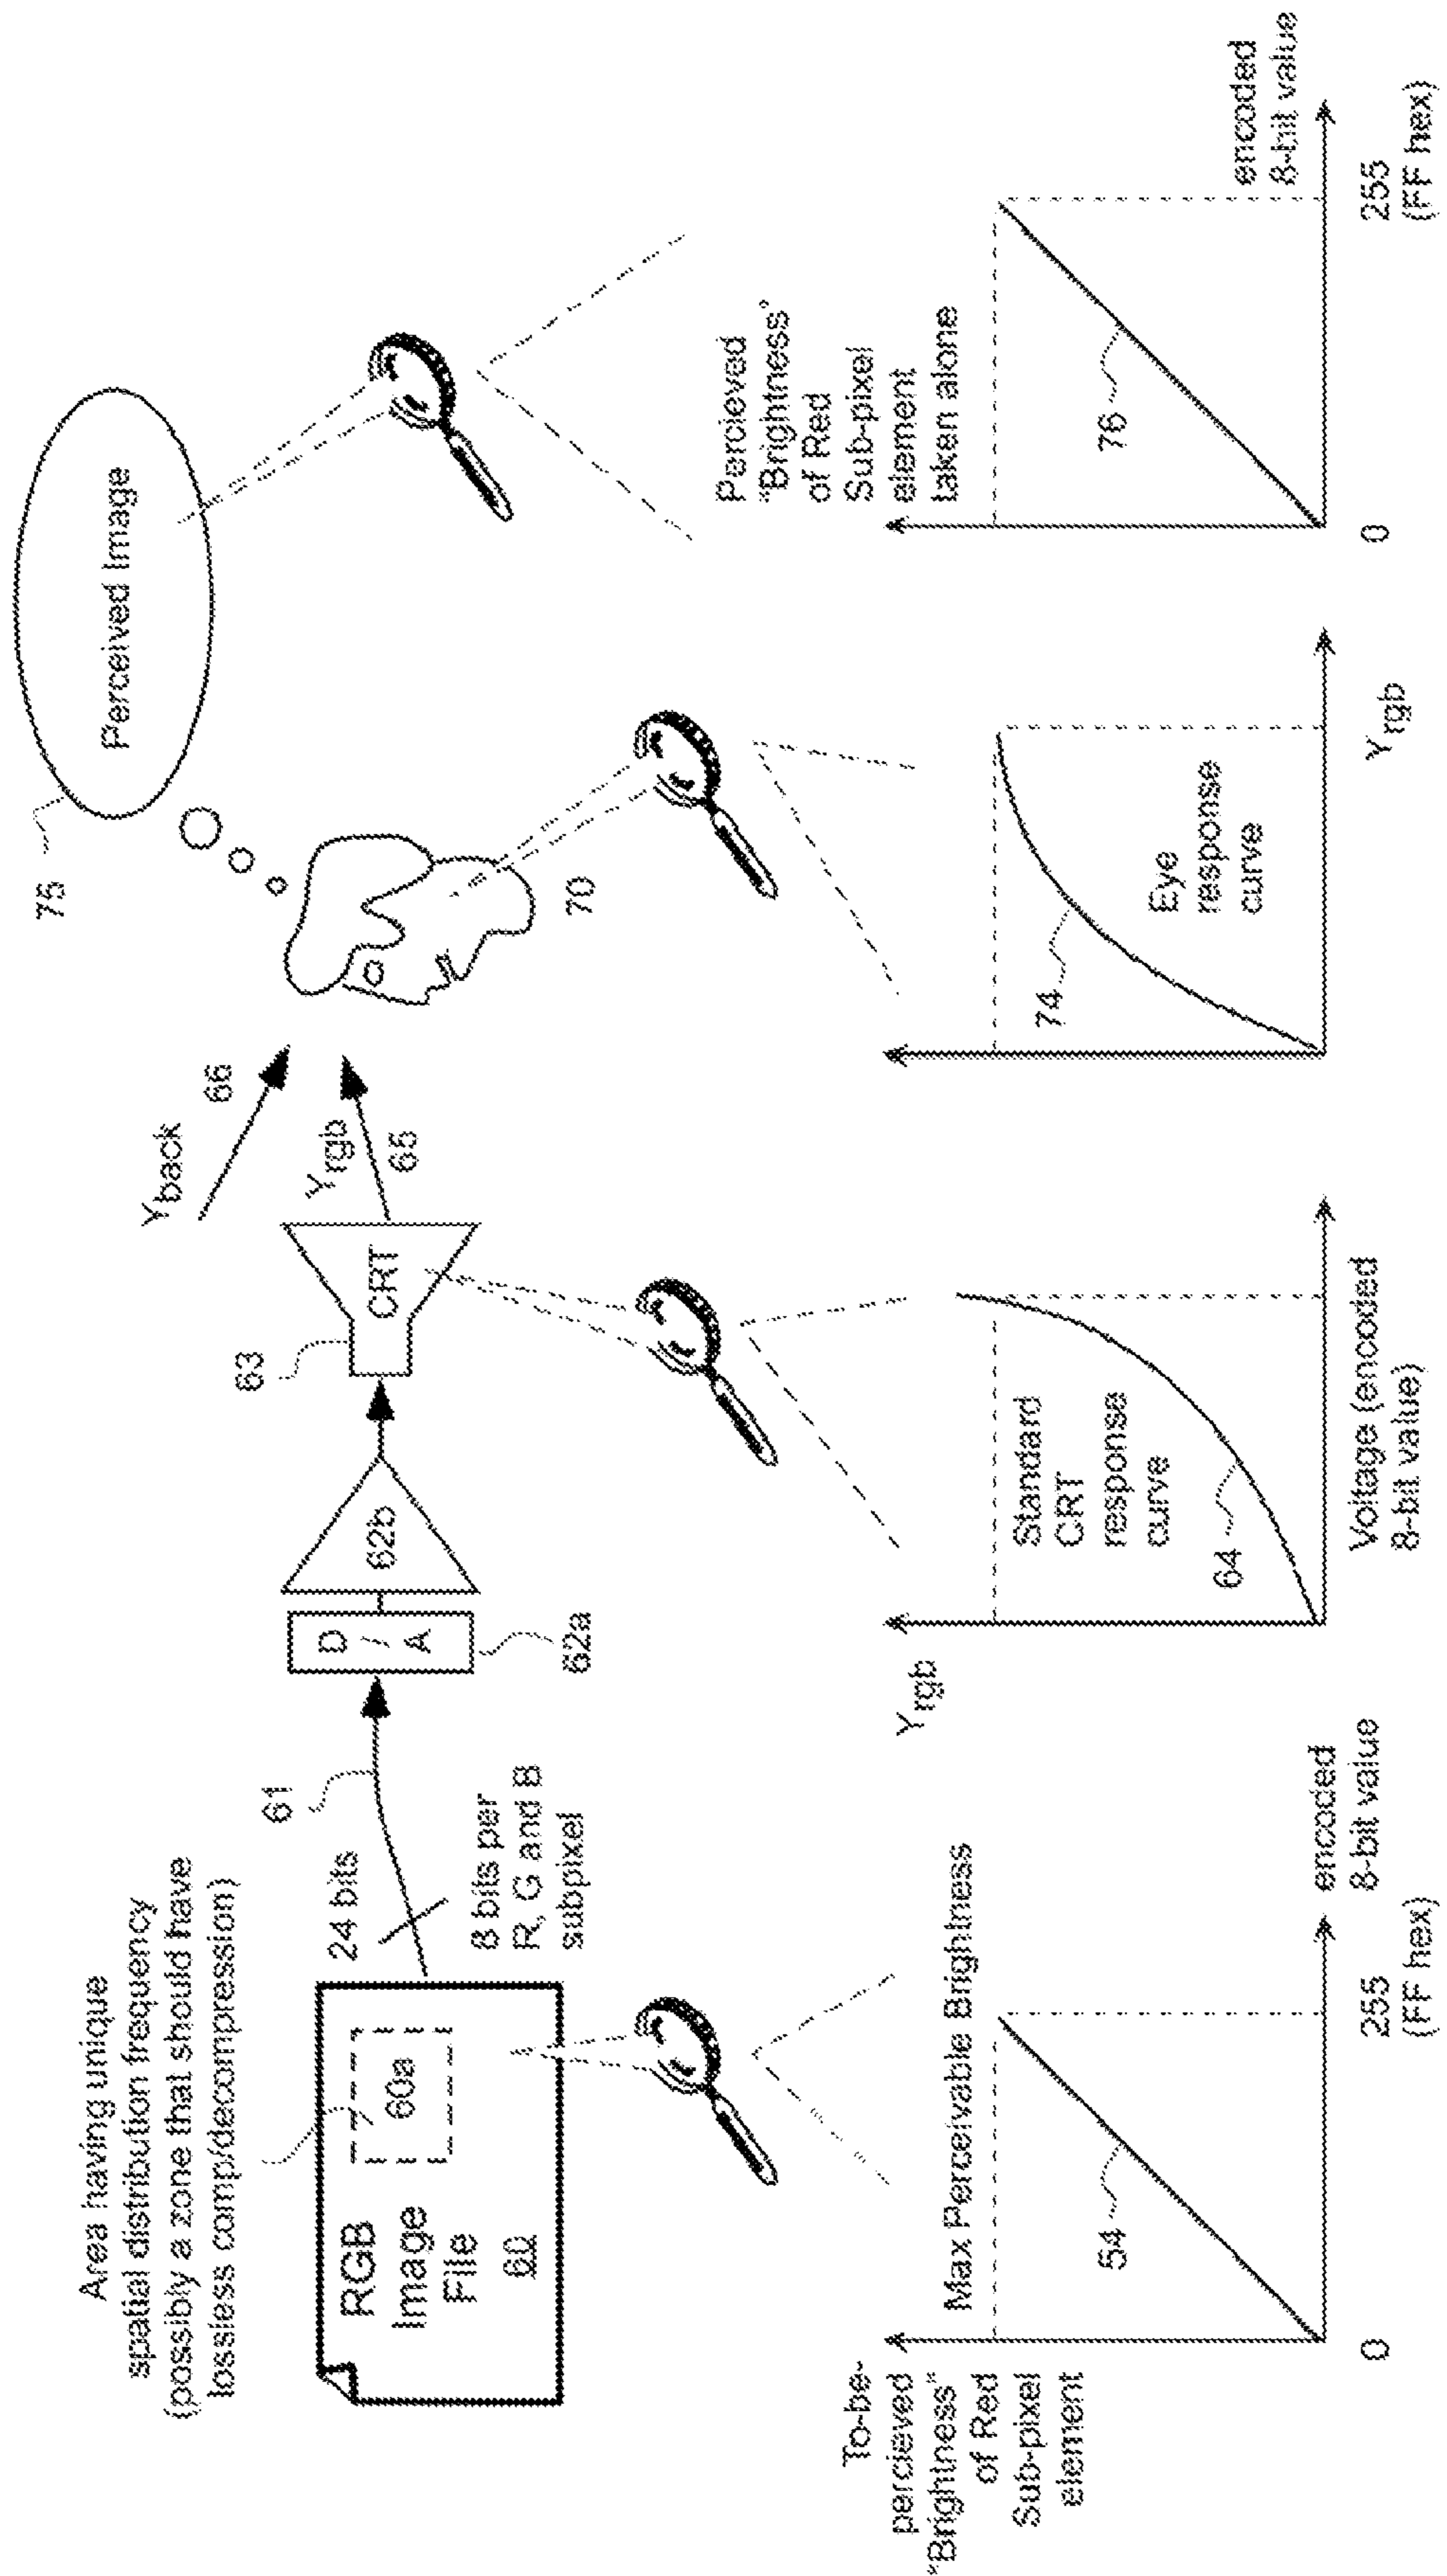 Area having unique
spatial distribution frequency
(possibly a zone that should have
lossless comp/decompression)
RGB
Image
File
60
60a
24 bits
8 bits per
R, G and B
subpixel
61
D
/
A
62a
62b
63
CRT
Yback
66
Yrgb
65
70
75
Perceived Image
To-be-
percieved
"Brightness"
of Red
Sub-pixel
element
Max Perceivable Brightness
54
0
255
(FF hex)
encoded
8-bit value
Yrgb
Standard
CRT
response
curve
64
Voltage (encoded
8-bit value)
74
Eye
response
curve
Yrgb
Percieved
"Brightness"
of Red
Sub-pixel
element
taken alone
76
0
255
(FF hex)
encoded
8-bit value